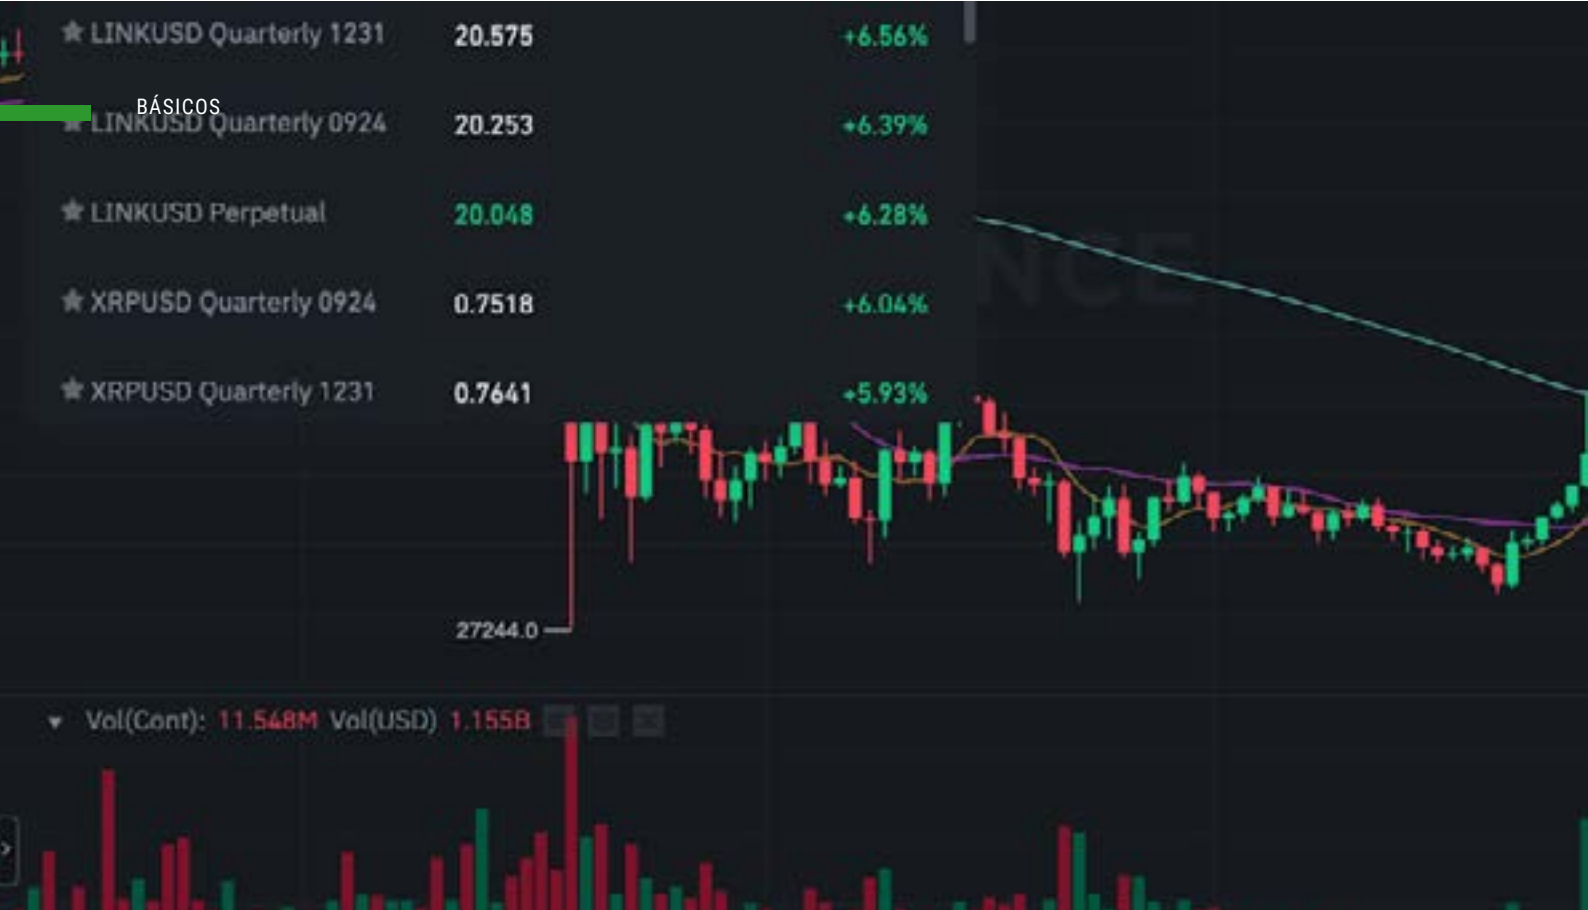 LINKUSD Quarterly 1231 20.575 +6.56%
BÁSICOS
LINKUSD Quarterly 0924 20.253 +6.39%
LINKUSD Perpetual 20.048 +6.28%
NCE
XRPUSD Quarterly 0924 0.7518 +6.04%
XRPUSD Quarterly 1231 0.7641 +5.93%
27244.0
Vol(Cont): 11.548M Vol(USD) 1.155B